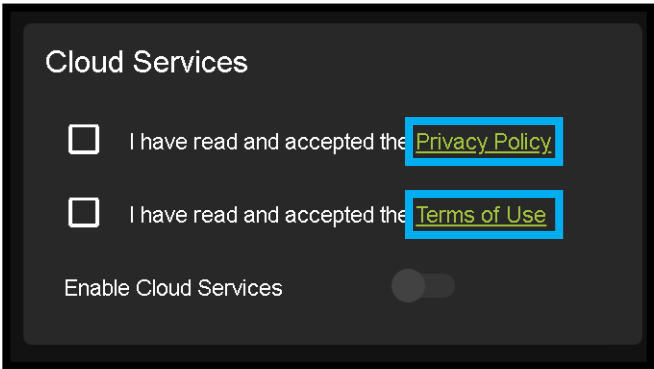 Cloud Services
I have read and accepted the Privacy Policy
I have read and accepted the Terms of Use
Enable Cloud Services